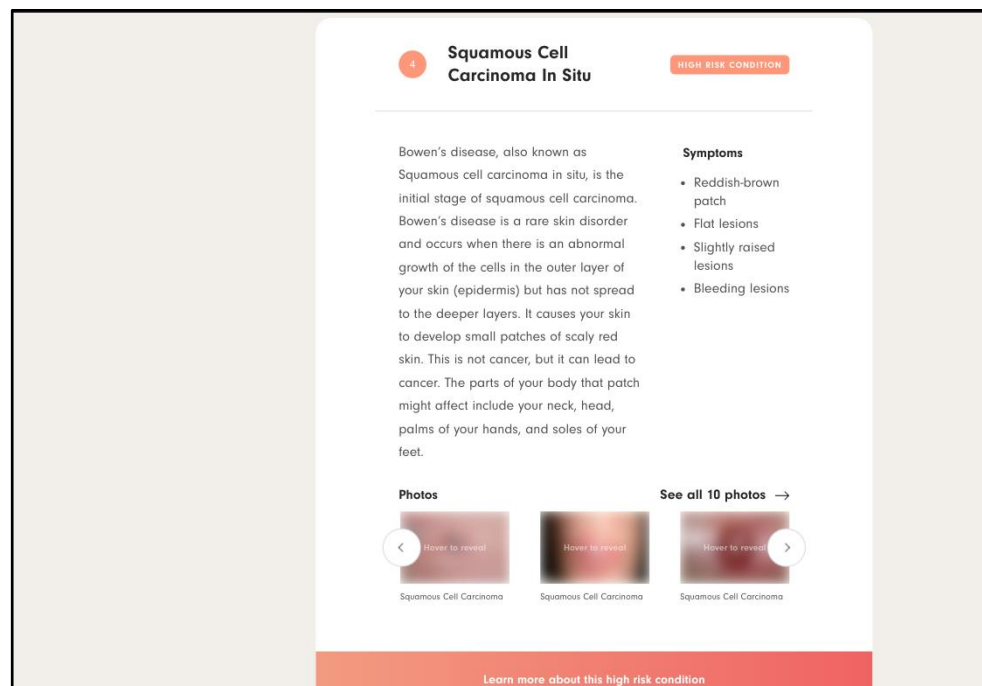 4
Squamous Cell
Carcinoma In Situ
HIGH RISK CONDITION
Bowen's disease, also known as
Squamous cell carcinoma in situ, is the
initial stage of squamous cell carcinoma.
Bowen's disease is a rare skin disorder
and occurs when there is an abnormal
growth of the cells in the outer layer of
your skin (epidermis) but has not spread
to the deeper layers. It causes your skin
to develop small patches of scaly red
skin. This is not cancer, but it can lead to
cancer. The parts of your body that patch
might affect include your neck, head,
palms of your hands, and soles of your
feet.
Symptoms
• Reddish-brown
patch
• Flat lesions
• Slightly raised
lesions
• Bleeding lesions
Photos
See all 10 photos →
Hover to reveal
Hover to reveal
Hover to reveal
Squamous Cell Carcinoma
Squamous Cell Carcinoma
Squamous Cell Carcinoma
Learn more about this high risk condition